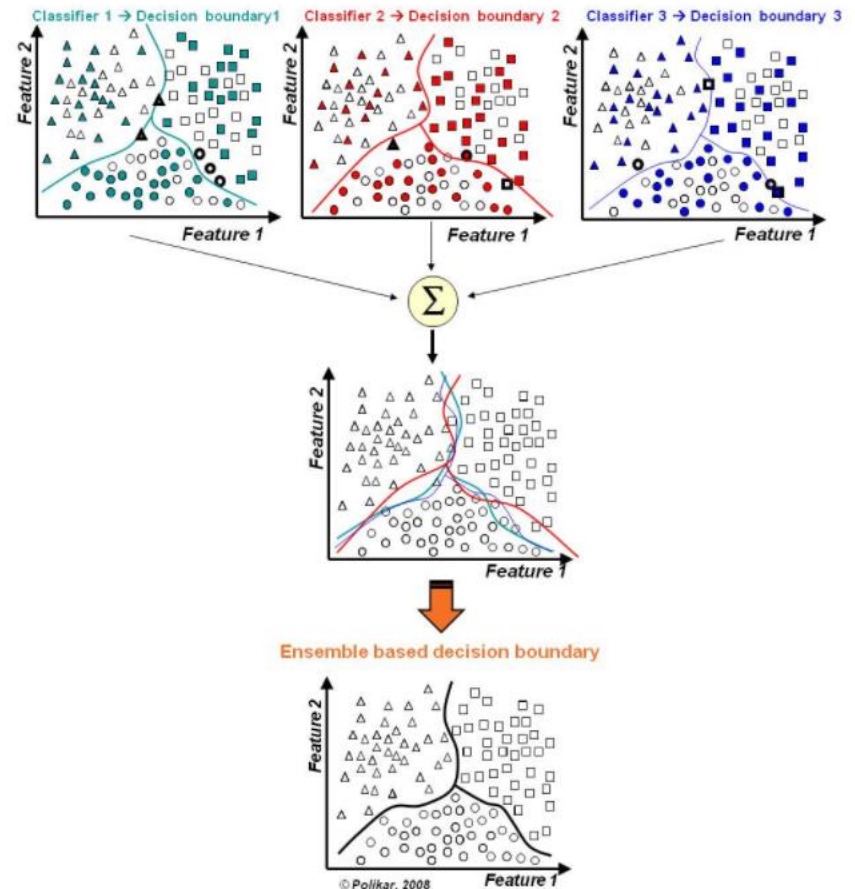 Classifier 1 → Decision boundary1
Classifier 2 → Decision boundary 2
Classifier 3 → Decision boundary 3
Feature 2
Feature 1
Feature 2
Feature 1
Feature 2
Feature 1
Σ
Feature 2
Feature 1
Ensemble based decision boundary
Feature 2
Feature 1
© Polikar, 2008